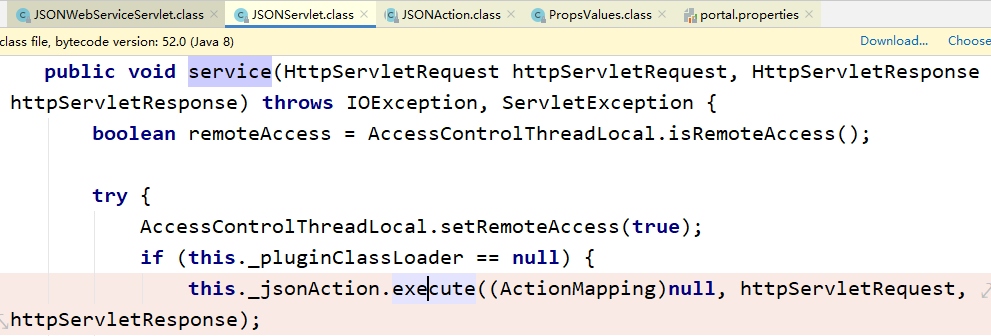 JSONWebServiceServlet.class × JSONServlet.class × JSONAction.class × PropsValues.class × portal.properties ×
class file, bytecode version: 52.0 (Java 8) Download... Choose
public void service(HttpServletRequest httpServletRequest, HttpServletResponse
httpServletResponse) throws IOException, ServletException {
boolean remoteAccess = AccessControlThreadLocal.isRemoteAccess();
try {
AccessControlThreadLocal.setRemoteAccess(true);
if (this._pluginClassLoader == null) {
this._jsonAction.execute((ActionMapping)null, httpServletRequest,
httpServletResponse);